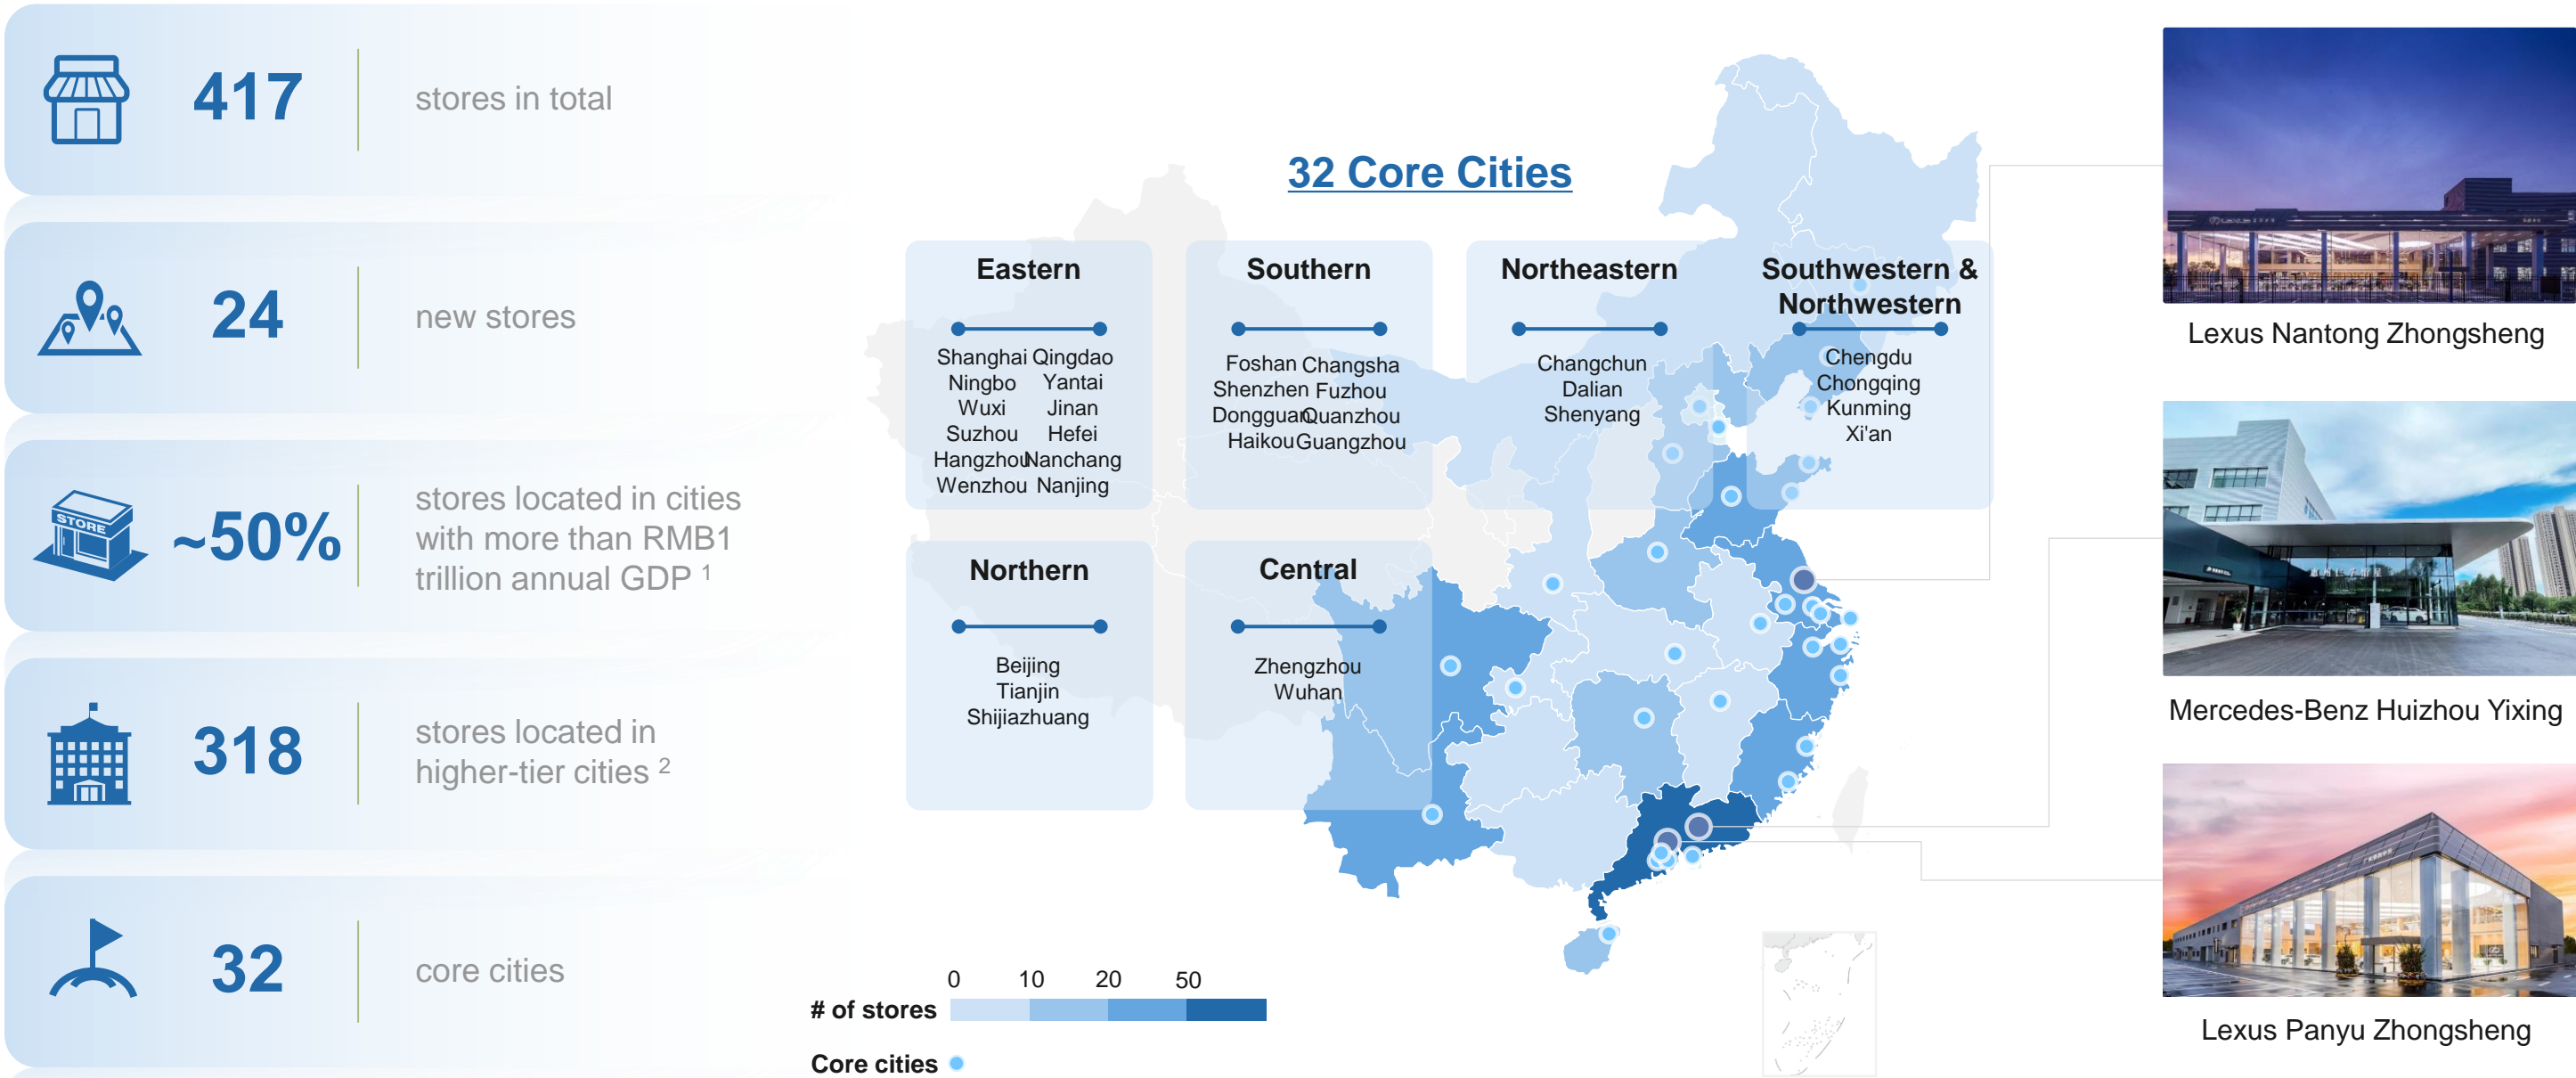 417
stores in total
24
new stores
STORE
~50%
stores located in cities
with more than RMB1
trillion annual GDP 1
318
stores located in
higher-tier cities 2
32
core cities
32 Core Cities
Eastern
Shanghai Qingdao
Ningbo Yantai
Wuxi Jinan
Suzhou Hefei
Hangzhou Nanchang
Wenzhou Nanjing
Southern
Foshan Changsha
Shenzhen Fuzhou
Dongguan Quanzhou
Haikou Guangzhou
Northeastern
Changchun
Dalian
Shenyang
Southwestern &
Northwestern
Chengdu
Chongqing
Kunming
Xi'an
Northern
Beijing
Tianjin
Shijiazhuang
Central
Zhengzhou
Wuhan
0 10 20 50
# of stores
Core cities
Lexus Nantong Zhongsheng
Mercedes-Benz Huizhou Yixing
Lexus Panyu Zhongsheng